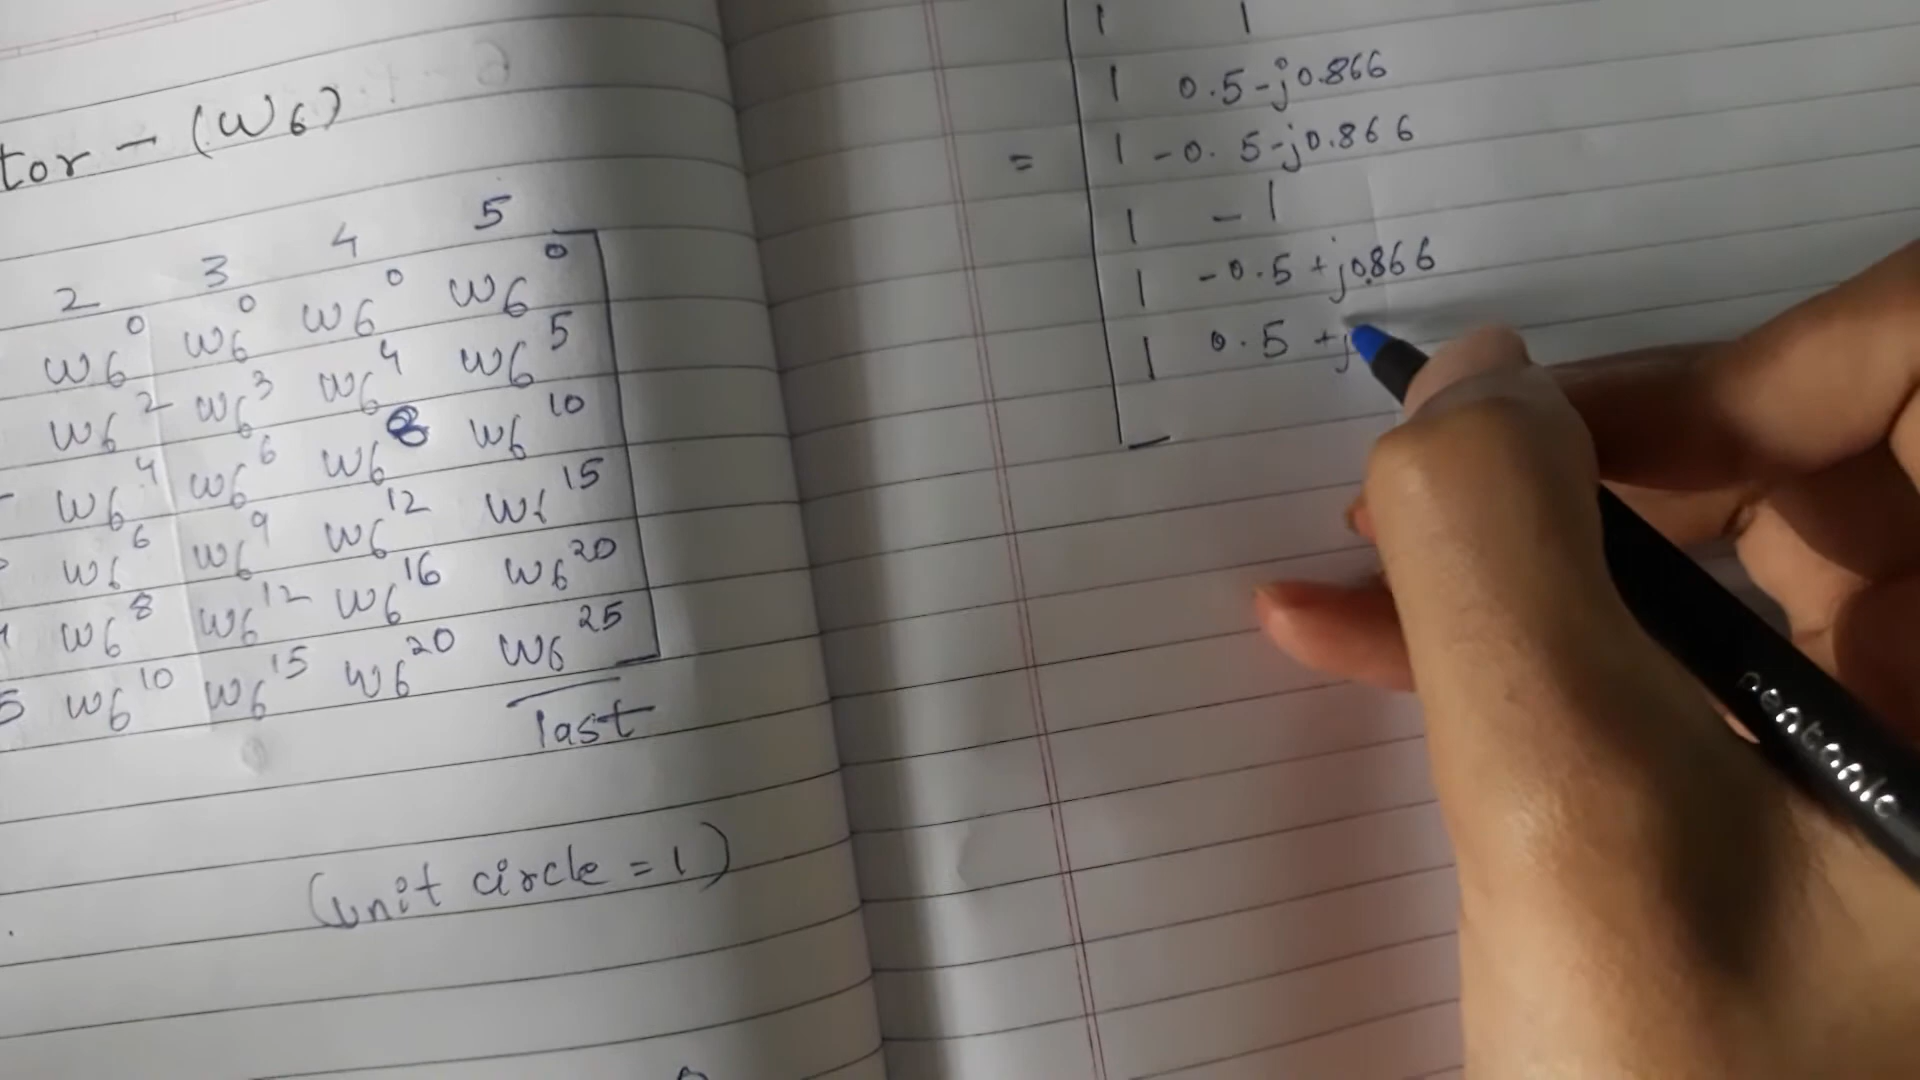 tor - (W6)
2 3 4 5
W6^0 W6^0 W6^0 W6^0
W6^2 W6^3 W6^4 W6^5
W6^4 W6^6 W6^8 W6^10
W6^6 W6^9 W6^12 W6^15
W6^8 W6^12 W6^16 W6^20
5 W6^10 W6^15 W6^20 W6^25
last
(unit circle = 1)
1 1
1 0.5-j0.866
= 1 -0.5-j0.866
1 -1
1 -0.5+j0.866
1 0.5+j
pentonic